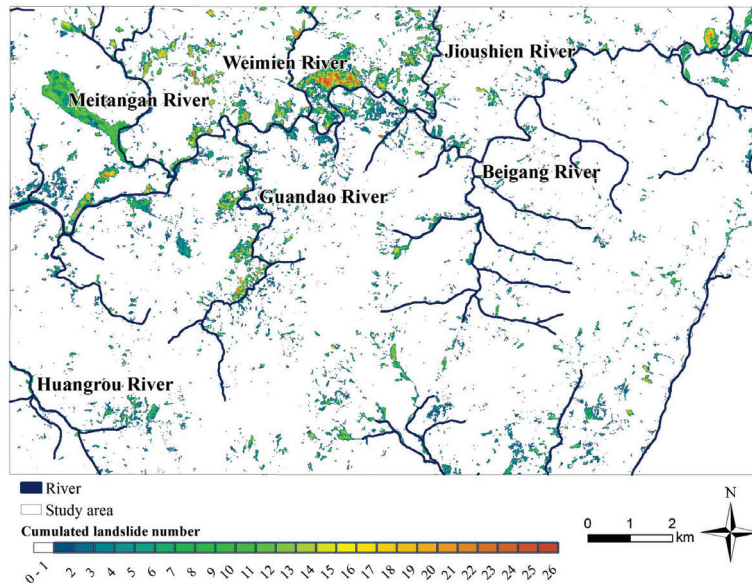 Jioushien River
Weimien River
Meitangan River
Beigang River
Guandao River
Huangrou River
River
Study area
Cumulated landslide number
0 - 1 2 3 4 5 6 7 8 9 10 11 12 13 14 15 16 17 18 19 20 21 22 23 24 25 26
N
0 1 2
km